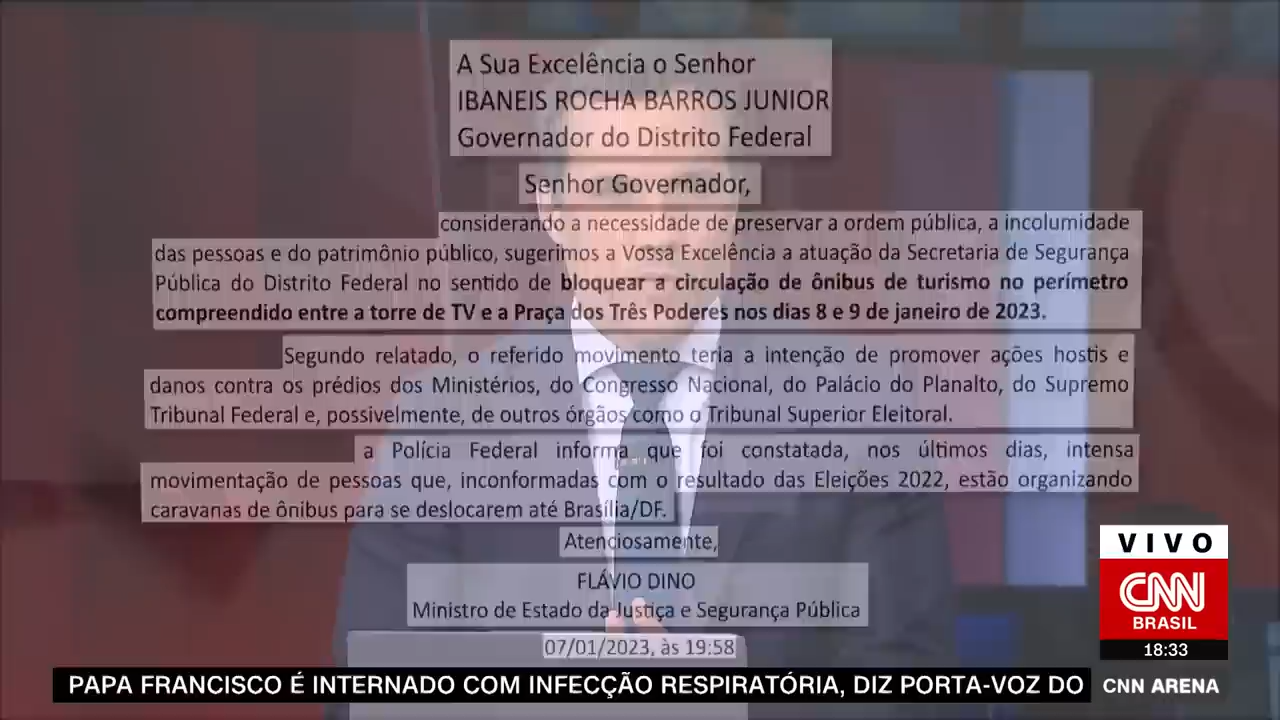 A Sua Excelência o Senhor
IBANEIS ROCHA BARROS JUNIOR
Governador do Distrito Federal
Senhor Governador,
considerando a necessidade de preservar a ordem pública, a incolumidade
das pessoas e do patrimônio público, sugerimos a Vossa Excelência a atuação da Secretaria de Segurança
Pública do Distrito Federal no sentido de bloquear a circulação de ônibus de turismo no perímetro
compreendido entre a torre de TV e a Praça dos Três Poderes nos dias 8 e 9 de janeiro de 2023.
Segundo relatado, o referido movimento teria a intenção de promover ações hostis e
danos contra os prédios dos Ministérios, do Congresso Nacional, do Palácio do Planalto, do Supremo
Tribunal Federal e, possivelmente, de outros órgãos como o Tribunal Superior Eleitoral.
a Polícia Federal informa que foi constatada, nos últimos dias, intensa
movimentação de pessoas que, inconformadas com o resultado das Eleições 2022, estão organizando
caravanas de ônibus para se deslocarem até Brasília/DF.
Atenciosamente,
FLÁVIO DINO
Ministro de Estado da Justiça e Segurança Pública
07/01/2023, às 19:58
VIVO
CNN
BRASIL
18:33
PAPA FRANCISCO É INTERNADO COM INFECÇÃO RESPIRATÓRIA, DIZ PORTA-VOZ DO
CNN ARENA